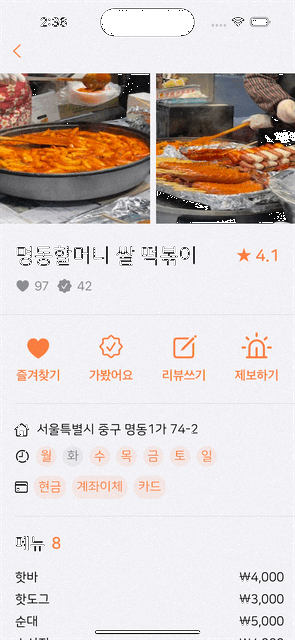 2:38
명동할머니 쌀 떡볶이 ★ 4.1
97 42
즐겨찾기 가봤어요 리뷰쓰기 제보하기
서울특별시 중구 명동1가 74-2
월 화 수 목 금 토 일
현금 계좌이체 카드
메뉴 8
핫바 ₩4,000
핫도그 ₩3,000
순대 ₩5,000